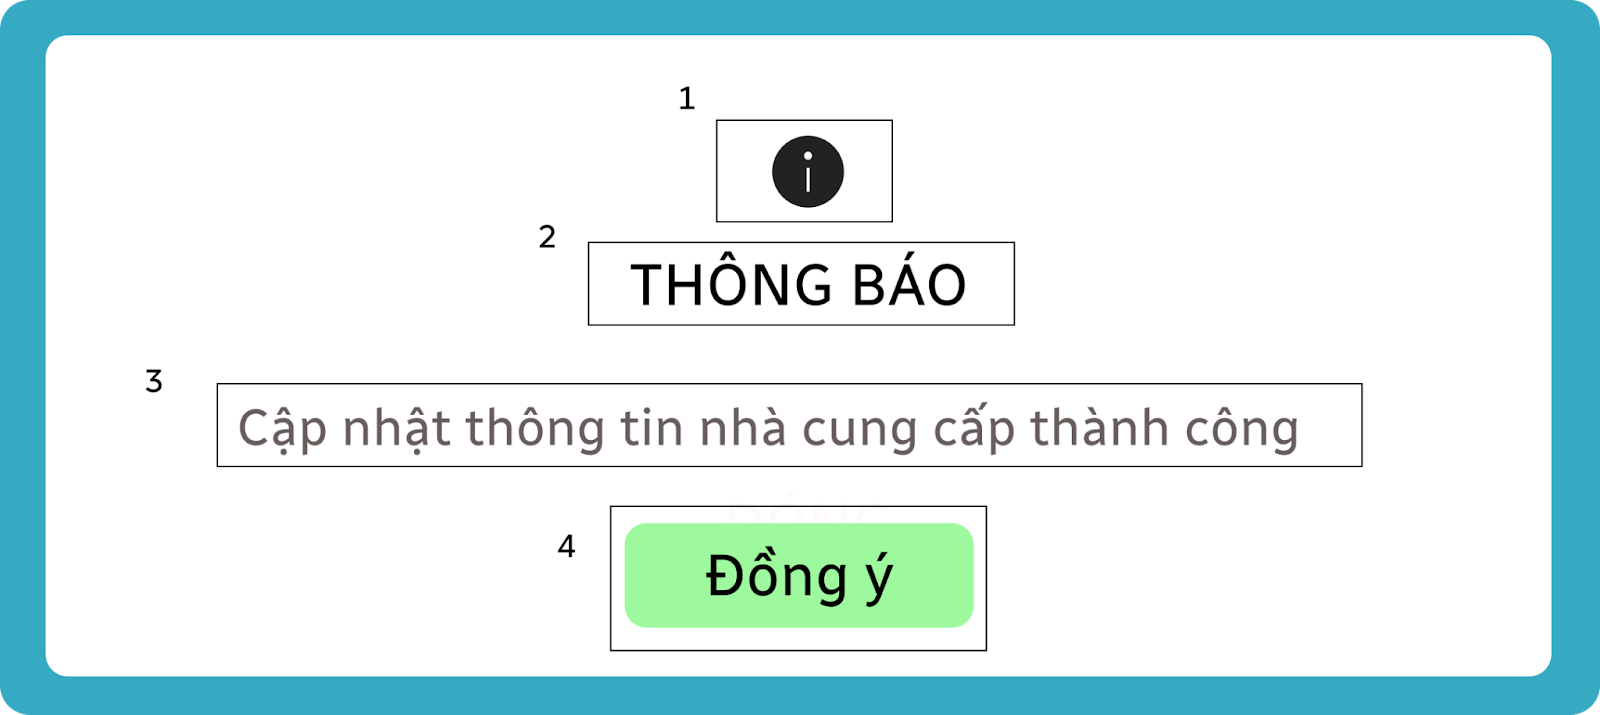 1
i
2
THÔNG BÁO
3
Cập nhật thông tin nhà cung cấp thành công
4
Đồng ý